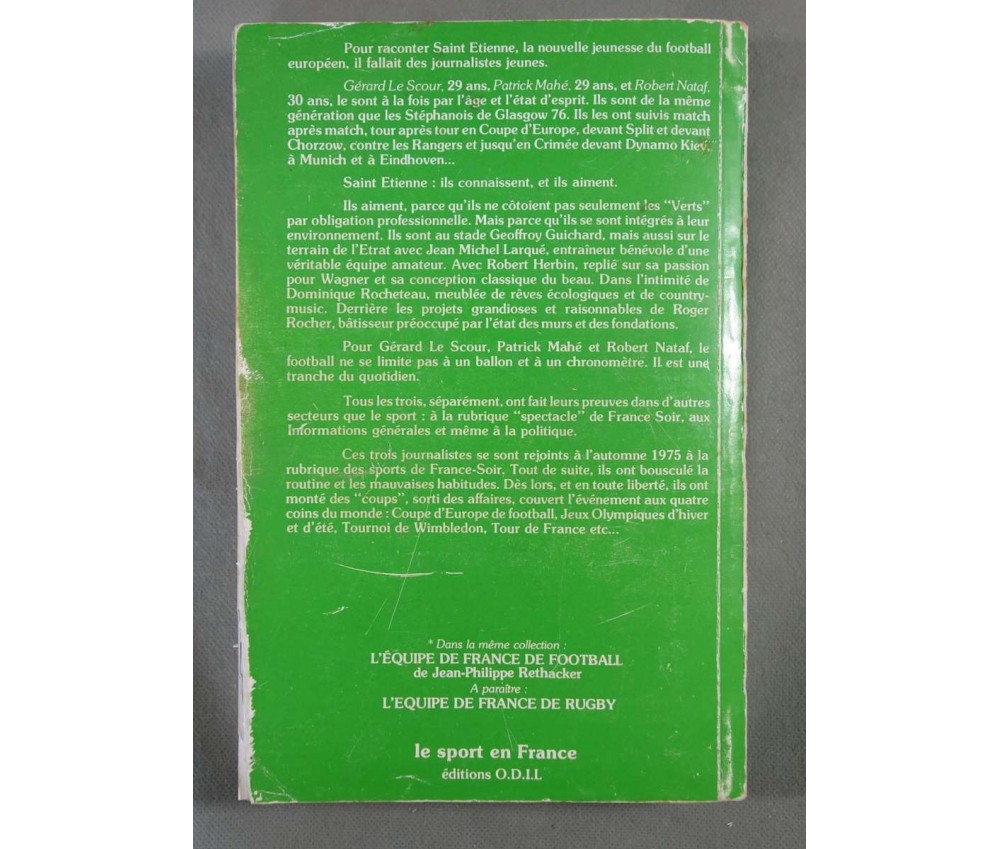 Pour raconter Saint Etienne, la nouvelle jeunesse du football
européen, il fallait des journalistes jeunes.
Gérard Le Scour, 29 ans, Patrick Mahé, 29 ans, et Robert Nataf,
30 ans, le sont à la fois par l'âge et l'état d'esprit. Ils sont de la même
génération que les Stéphanois de Glasgow 76. Ils les ont suivis match
après match, tour après tour en Coupe d'Europe, devant Split et devant
Chorzow, contre les Rangers et jusqu'en Crimée devant Dynamo Kiev,
à Munich et à Eindhoven...
Saint Etienne : ils connaissent, et ils aiment.
Ils aiment, parce qu'ils ne côtoient pas seulement les "Verts"
par obligation professionnelle. Mais parce qu'ils se sont intégrés à leur
environnement. Ils sont au stade Geoffroy Guichard, mais aussi sur le
terrain de l'Etrat avec Jean Michel Larqué, entraîneur bénévole d'une
véritable équipe amateur. Avec Robert Herbin, replié sur sa passion
pour Wagner et sa conception classique du beau. Dans l'intimité de
Dominique Rocheteau, meublée de rêves écologiques et de country-
music. Derrière les projets grandioses et raisonnables de Roger
Rocher, bâtisseur préoccupé par l'état des murs et des fondations.
Pour Gérard Le Scour, Patrick Mahé et Robert Nataf, le
football ne se limite pas à un ballon et à un chronomètre. Il est une
tranche du quotidien.
Tous les trois, séparément, ont fait leurs preuves dans d'autres
secteurs que le sport : à la rubrique "spectacle" de France Soir, aux
Informations générales et même à la politique.
Ces trois journalistes se sont rejoints à l'automne 1975 à la
rubrique des sports de France-Soir. Tout de suite, ils ont bousculé la
routine et les mauvaises habitudes. Dès lors, et en toute liberté, ils ont
monté des "coups", sorti des affaires, couvert l'événement aux quatre
coins du monde : Coupe d'Europe de football, Jeux Olympiques d'hiver
et d'été, Tournoi de Wimbledon, Tour de France etc...
* Dans la même collection :
L'ÉQUIPE DE FRANCE DE FOOTBALL
de Jean-Philippe Rethacker
A paraître :
L'EQUIPE DE FRANCE DE RUGBY
le sport en France
éditions O.D.I.L